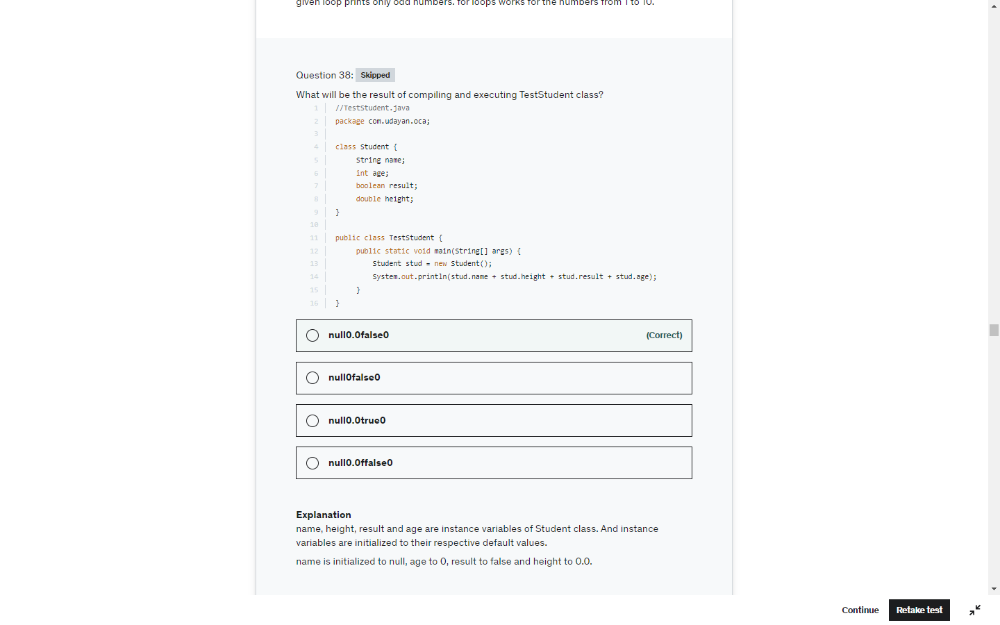 given loop prints only odd numbers. for loops works for the numbers from 1 to 10.
Question 38: Skipped
What will be the result of compiling and executing TestStudent class?
1 //TestStudent.java
2 package com.udayan.oca;
3
4 class Student {
5 String name;
6 int age;
7 boolean result;
8 double height;
9 }
10
11 public class TestStudent {
12 public static void main(String[] args) {
13 Student stud = new Student();
14 System.out.println(stud.name + stud.height + stud.result + stud.age);
15 }
16 }
null0.0false0 (Correct)
null0false0
null0.0true0
null0.0ffalse0
Explanation
name, height, result and age are instance variables of Student class. And instance
variables are initialized to their respective default values.
name is initialized to null, age to 0, result to false and height to 0.0.
Continue Retake test